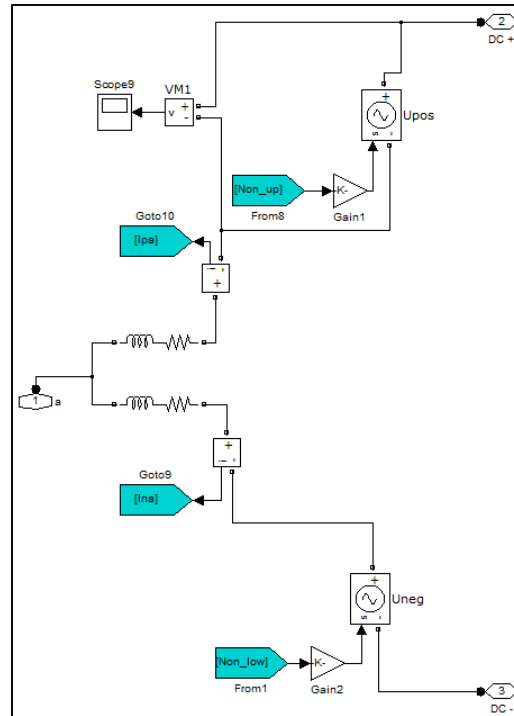 2
DC +
Scope9
VM1
v
+
-
+
s
-
Upos
[Non_up]
K-
From8
Gain1
Goto10
[Ipa]
i
-
+
1
a
+
i
-
Goto9
[Ina]
+
s
-
Uneg
[Non_low]
K-
From1
Gain2
3
DC -